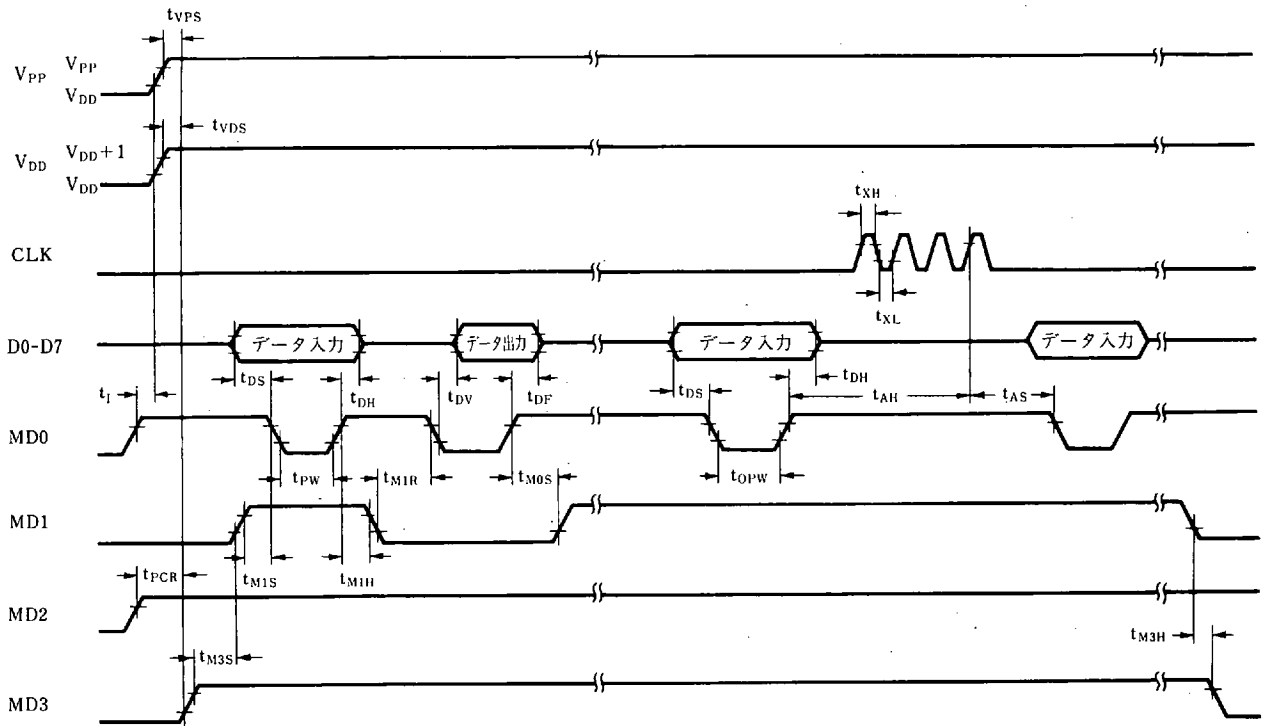 tVPS
VPP
VPP
VDD
tVDS
VDD
VDD+1
VDD
tXH
CLK
tXL
D0-D7
データ入力
データ出力
データ入力
データ入力
tDS
tDH
tDV
tDF
tDS
tDH
tI
tAH
tAS
MD0
tPW
tM1R
tM0S
tOPW
MD1
tM1S
tM1H
tPCR
MD2
tM3S
tM3H
MD3